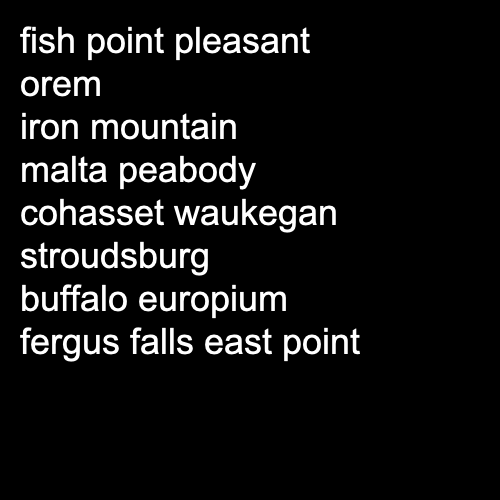 fish point pleasant
orem
iron mountain
malta peabody
cohasset waukegan
stroudsburg
buffalo europium
fergus falls east point